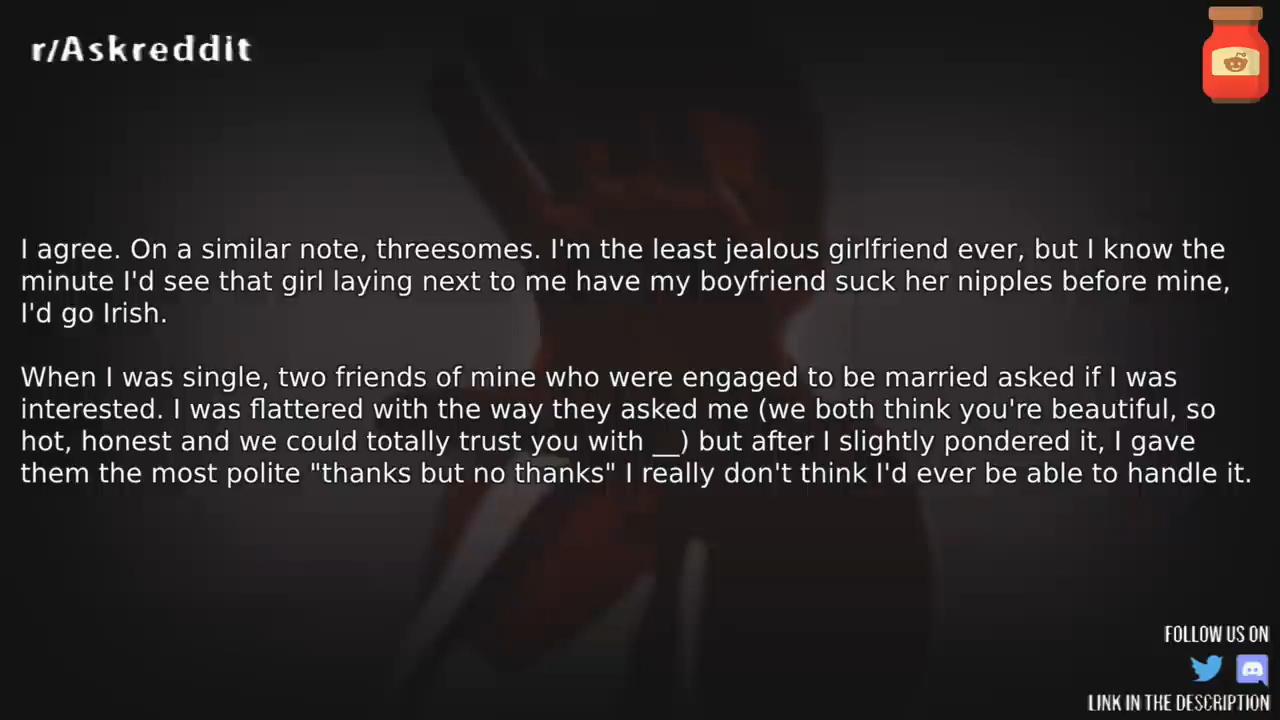 r/Askreddit
I agree. On a similar note, threesomes. I'm the least jealous girlfriend ever, but I know the
minute I'd see that girl laying next to me have my boyfriend suck her nipples before mine,
I'd go Irish.
When I was single, two friends of mine who were engaged to be married asked if I was
interested. I was flattered with the way they asked me (we both think you're beautiful, so
hot, honest and we could totally trust you with __) but after I slightly pondered it, I gave
them the most polite "thanks but no thanks" I really don't think I'd ever be able to handle it.
FOLLOW US ON
LINK IN THE DESCRIPTION